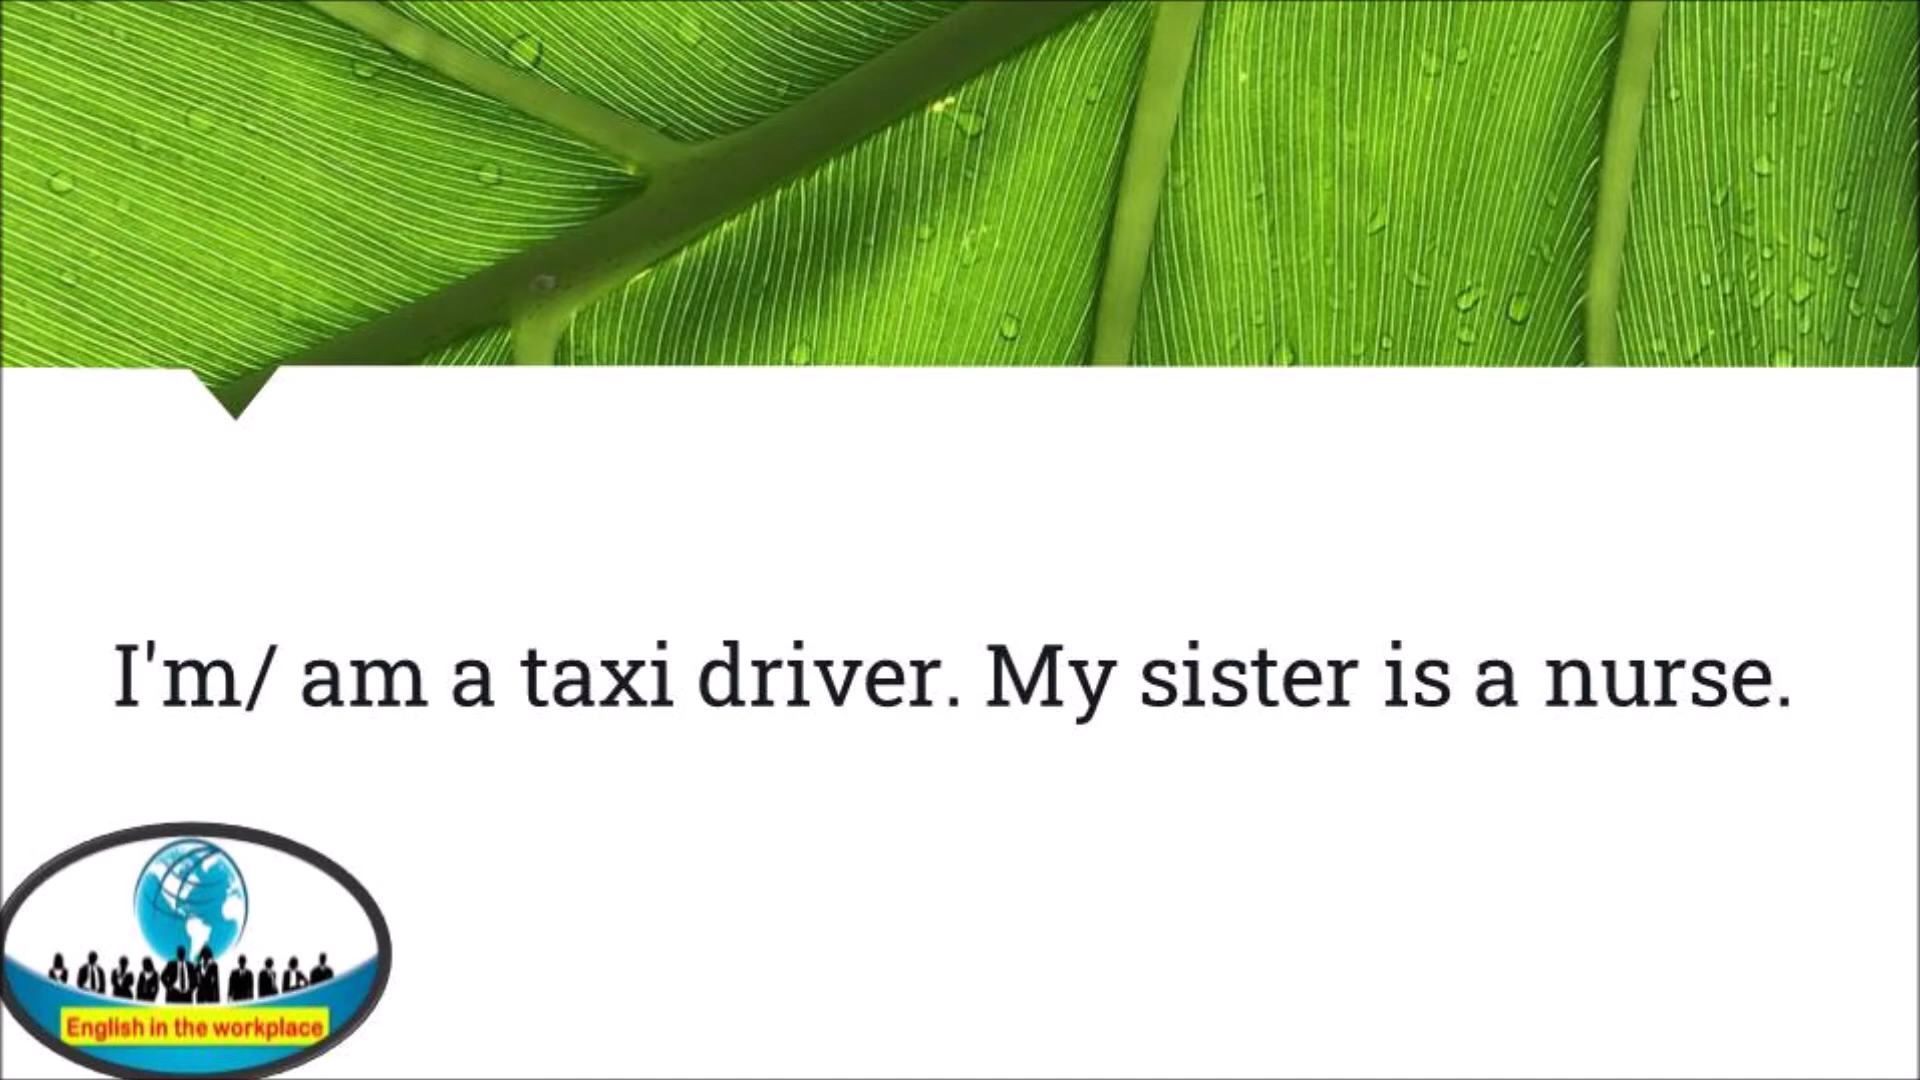 I'm/ am a taxi driver. My sister is a nurse.
English in the workplace